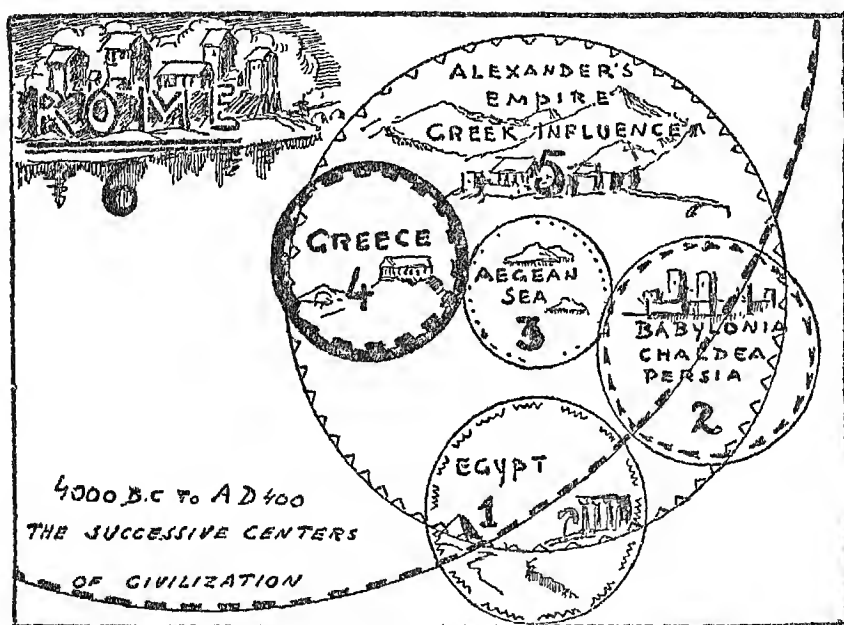 ROME
6
ALEXANDER'S
EMPIRE
GREEK INFLUENCE
5
GREECE
4
AEGEAN
SEA
3
BABYLONIA
CHALDEA
PERSIA
2
EGYPT
1
4000 B.C TO A D 400
THE SUCCESSIVE CENTERS
OF CIVILIZATION